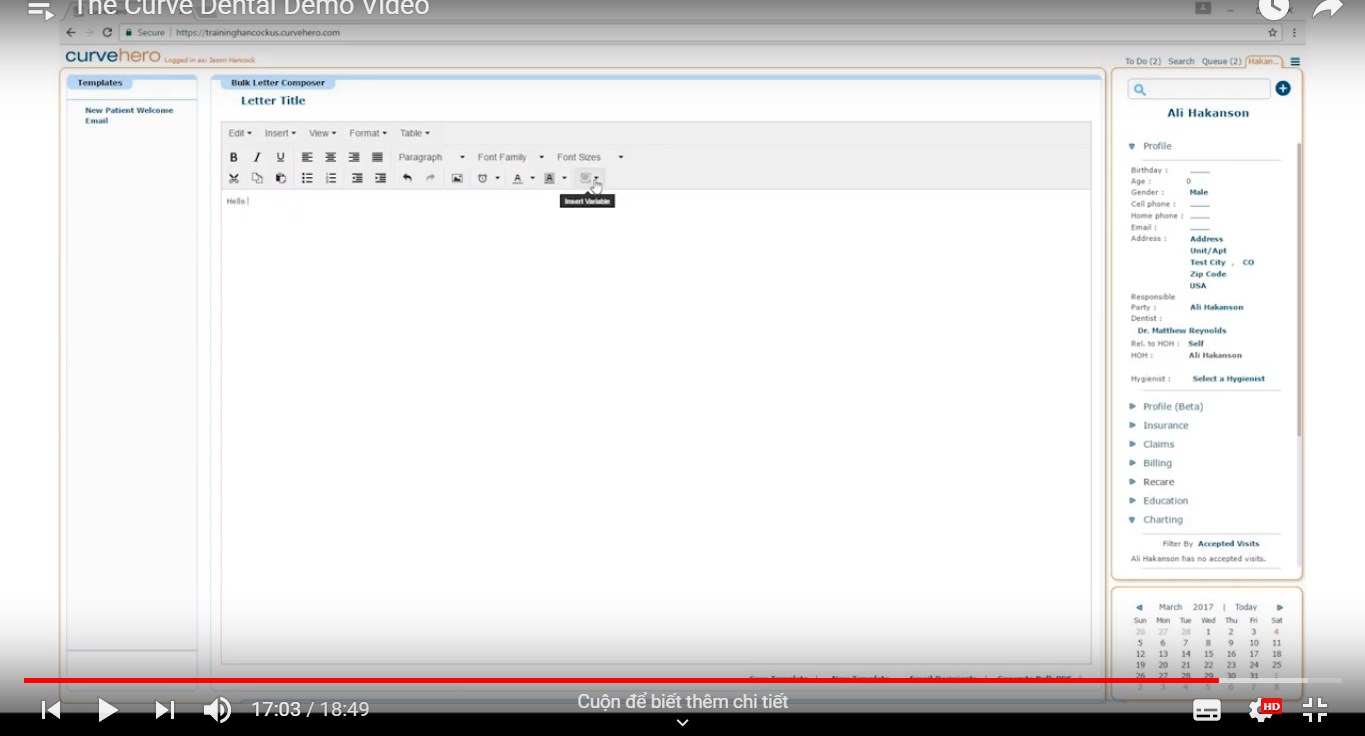 The Curve Dental Demo Video
Secure | https://traininghancockus.curvehero.com
curvehero Logged in as: Jason Hancock
To Do (2) Search Queue (2) Hakan...
Templates
New Patient Welcome
Email
Bulk Letter Composer
Letter Title
Edit Insert View Format Table
B I U Paragraph Font Family Font Sizes
A A
Insert Variable
Hello
Ali Hakanson
Profile
Birthday :
Age : 0
Gender : Male
Cell phone :
Home phone :
Email :
Address : Address
Unit/Apt
Test City , CO
Zip Code
USA
Responsible
Party : Ali Hakanson
Dentist :
Dr. Matthew Reynolds
Rel. to HOH : Self
HOH : Ali Hakanson
Hygienist : Select a Hygienist
Profile (Beta)
Insurance
Claims
Billing
Recare
Education
Charting
Filter By Accepted Visits
Ali Hakanson has no accepted visits.
March 2017 | Today
Sun Mon Tue Wed Thu Fri Sat
26 27 28 1 2 3 4
5 6 7 8 9 10 11
12 13 14 15 16 17 18
19 20 21 22 23 24 25
26 27 28 29 30 31 1
2 3 4 5 6 7 8
17:03 / 18:49
Cuộn để biết thêm chi tiết
HD